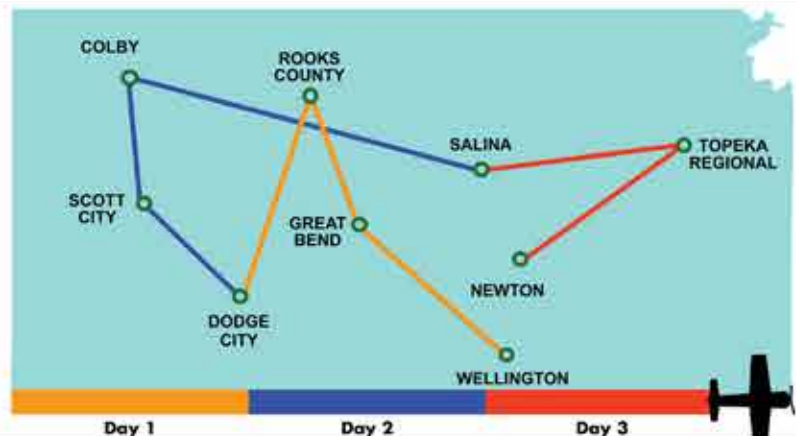 COLBY
ROOKS
COUNTY
SALINA
TOPEKA
REGIONAL
SCOTT
CITY
GREAT
BEND
NEWTON
DODGE
CITY
WELLINGTON
Day 1
Day 2
Day 3